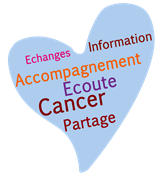 Information
Echanges
Accompagnement
Ecoute
Cancer
Partage